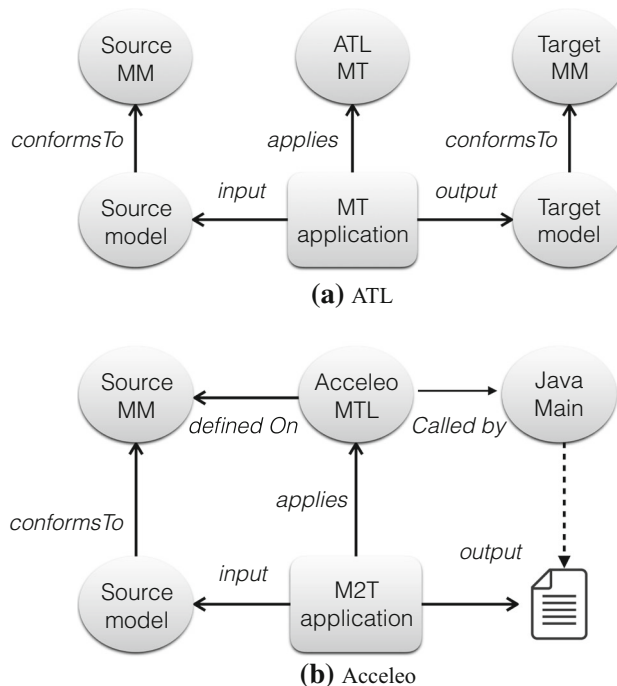 Source
MM
ATL
MT
Target
MM
conformsTo
applies
conformsTo
Source
model
input
MT
application
output
Target
model
(a) ATL
Source
MM
defined On
Acceleo
MTL
Called by
Java
Main
conformsTo
applies
output
Source
model
input
M2T
application
(b) Acceleo